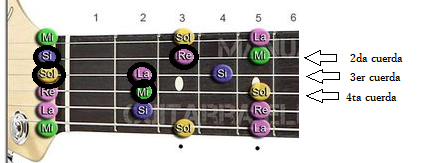 1 2 3 4 5 6
Mi Sol La
Si Re Mi 2da cuerda
Sol La Si 3er cuerda
Re Mi Sol 4ta cuerda
La Si Re
Mi Sol La